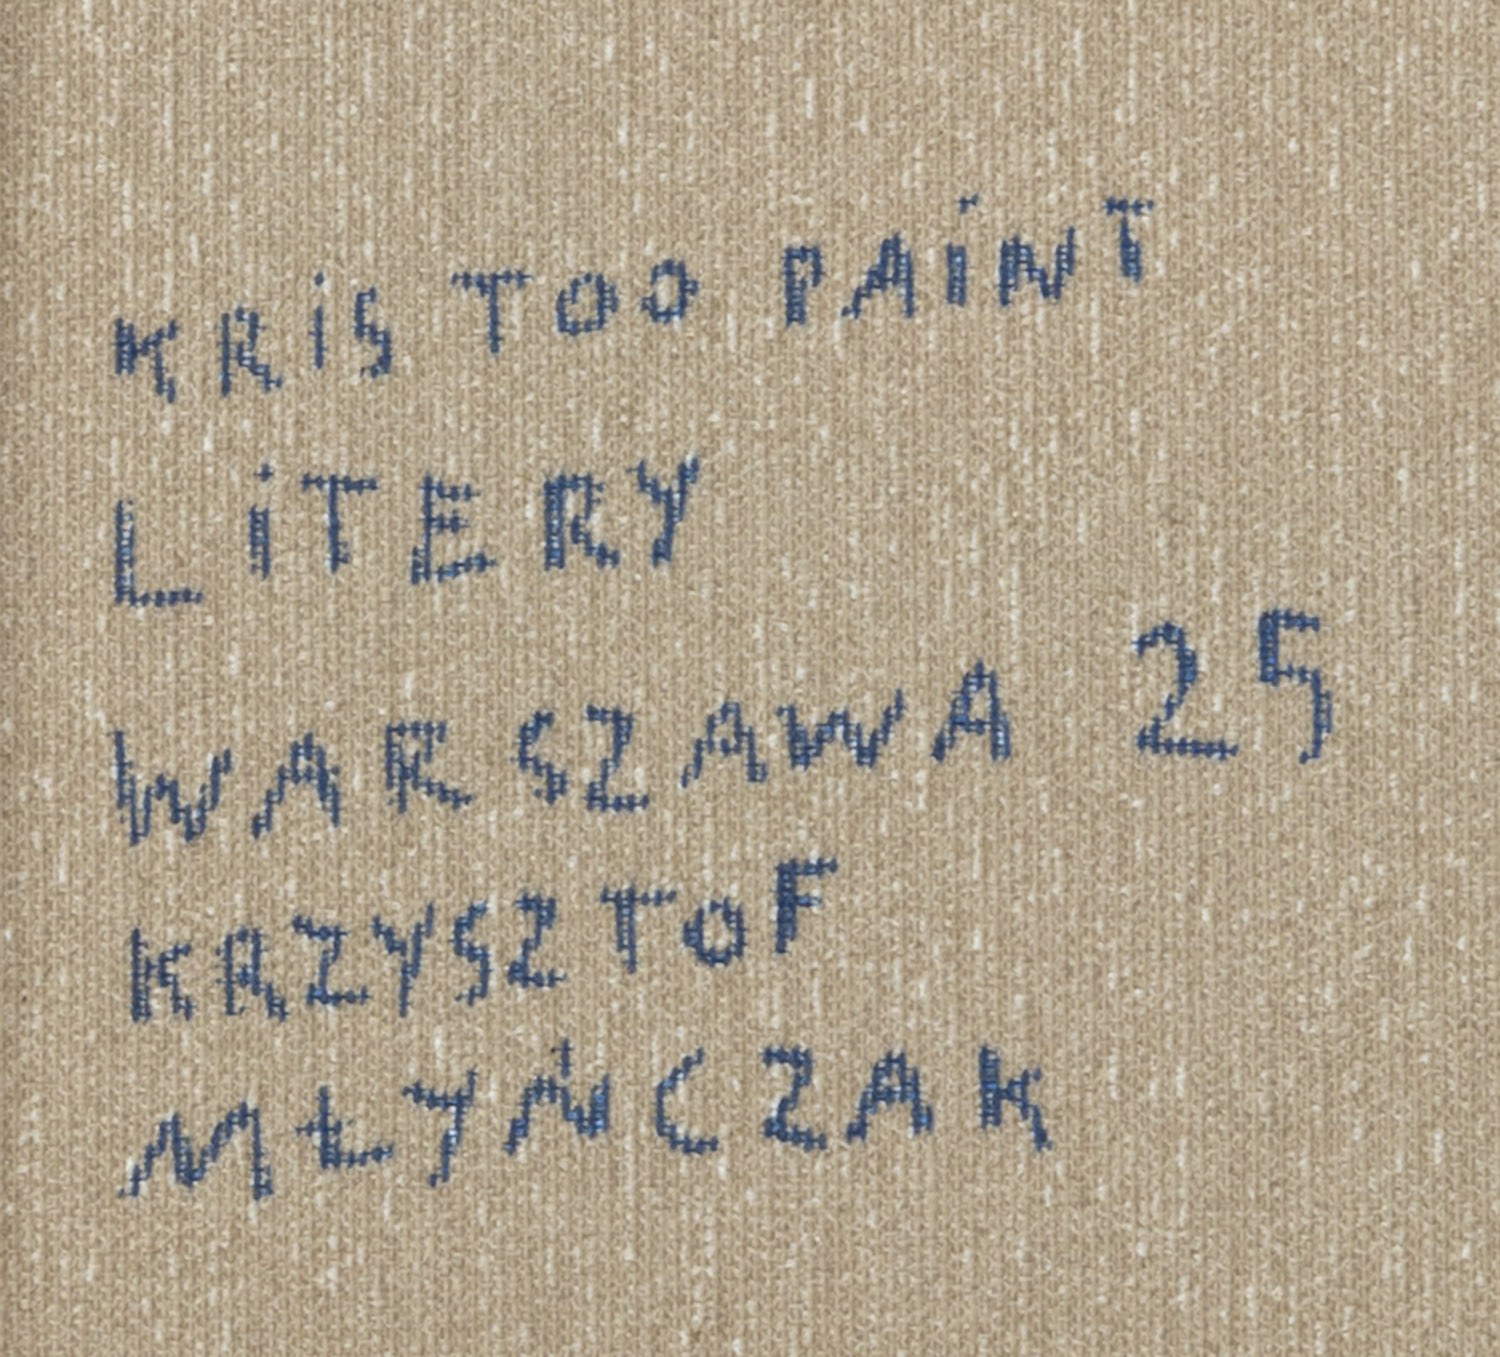 KRiS TOO PAiNT
LiTERY
WARSZAWA 25
KRZYSZTOF
MŁYŃCZAK